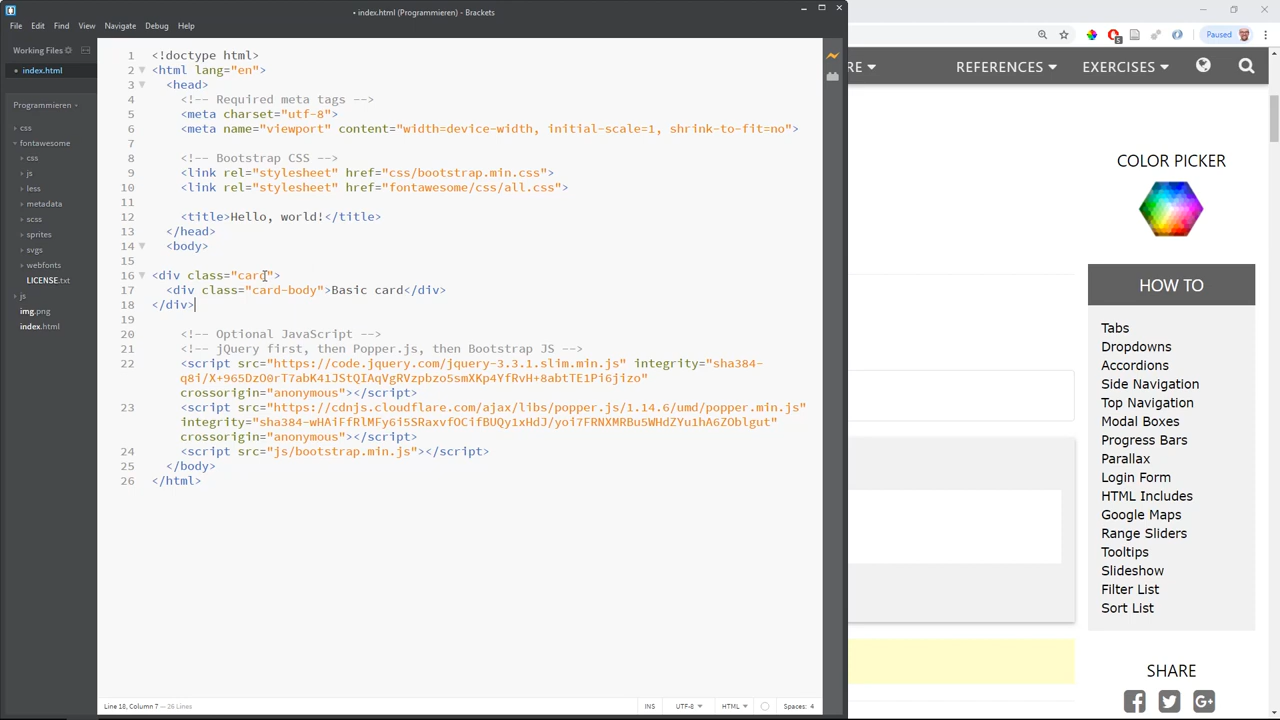 • index.html (Programmieren) - Brackets
File Edit Find View Navigate Debug Help
Working Files
• index.html
Programmieren
css
fontawesome
css
js
less
metadata
scss
sprites
svgs
webfonts
LICENSE.txt
js
img.png
index.html
1 <!doctype html>
2 <html lang="en">
3 <head>
4 <!-- Required meta tags -->
5 <meta charset="utf-8">
6 <meta name="viewport" content="width=device-width, initial-scale=1, shrink-to-fit=no">
7
8 <!-- Bootstrap CSS -->
9 <link rel="stylesheet" href="css/bootstrap.min.css">
10 <link rel="stylesheet" href="fontawesome/css/all.css">
11
12 <title>Hello, world!</title>
13 </head>
14 <body>
15
16 <div class="card">
17 <div class="card-body">Basic card</div>
18 </div>
19
20 <!-- Optional JavaScript -->
21 <!-- jQuery first, then Popper.js, then Bootstrap JS -->
22 <script src="https://code.jquery.com/jquery-3.3.1.slim.min.js" integrity="sha384-
q8i/X+965DzO0rT7abK41JStQIAqVgRVzpbzo5smXKp4YfRvH+8abtTE1Pi6jizo"
crossorigin="anonymous"></script>
23 <script src="https://cdnjs.cloudflare.com/ajax/libs/popper.js/1.14.6/umd/popper.min.js"
integrity="sha384-wHAiFfRlMFy6i5SRaxvfOCifBUQy1xHdJ/yoi7FRNXMRBu5WHdZYu1hA6ZOblgut"
crossorigin="anonymous"></script>
24 <script src="js/bootstrap.min.js"></script>
25 </body>
26 </html>
Line 18, Column 7 — 26 Lines
INS UTF-8 HTML Spaces: 4
Paused
5
RE REFERENCES EXERCISES
COLOR PICKER
HOW TO
Tabs
Dropdowns
Accordions
Side Navigation
Top Navigation
Modal Boxes
Progress Bars
Parallax
Login Form
HTML Includes
Google Maps
Range Sliders
Tooltips
Slideshow
Filter List
Sort List
SHARE